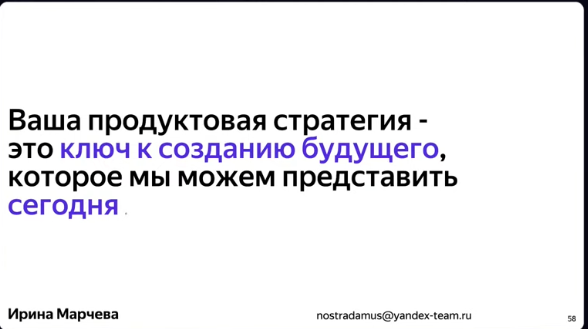 Ваша продуктовая стратегия -
это ключ к созданию будущего,
которое мы можем представить
сегодня .
Ирина Марчева
nostradamus@yandex-team.ru
58